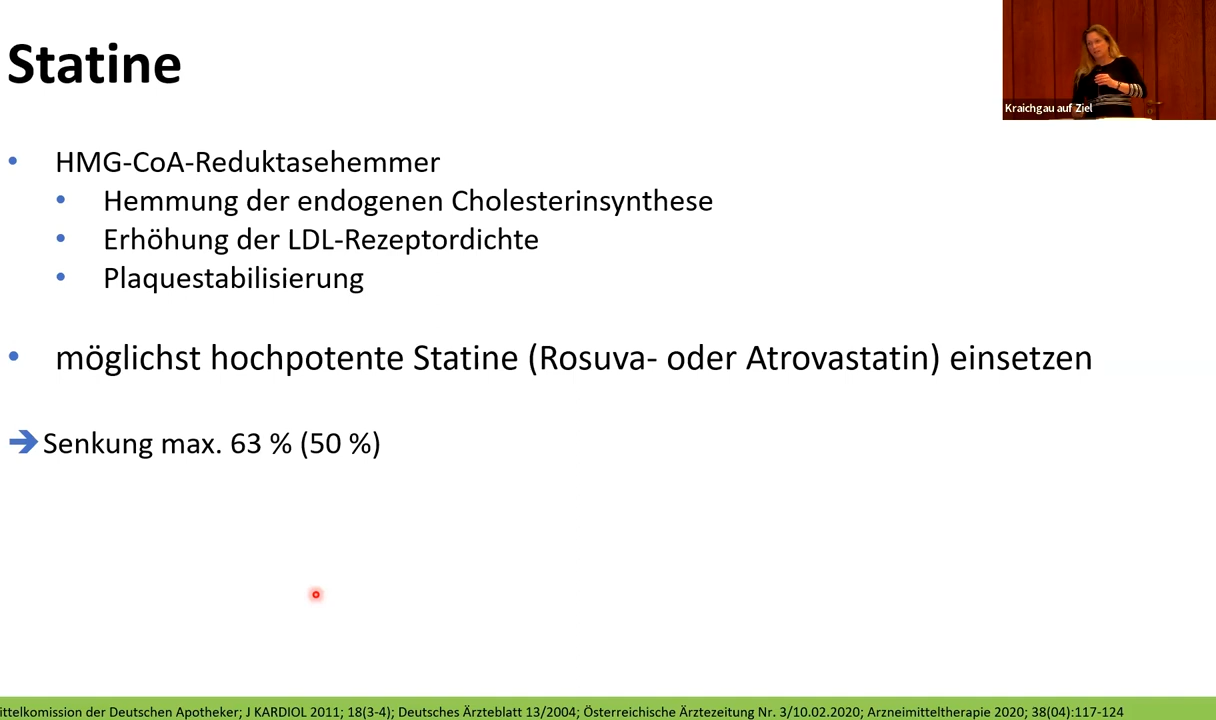 Statine
Kraichgau auf Ziel
• HMG-CoA-Reduktasehemmer
• Hemmung der endogenen Cholesterinsynthese
• Erhöhung der LDL-Rezeptordichte
• Plaquestabilisierung
• möglichst hochpotente Statine (Rosuva- oder Atrovastatin) einsetzen
➔ Senkung max. 63 % (50 %)
ittelkomission der Deutschen Apotheker; J KARDIOL 2011; 18(3-4); Deutsches Ärzteblatt 13/2004; Österreichische Ärztezeitung Nr. 3/10.02.2020; Arzneimitteltherapie 2020; 38(04):117-124